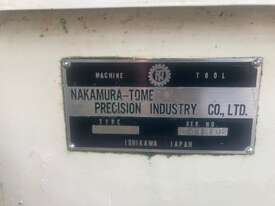 MACHINE TOOL
NAKAMURA-TOME
PRECISION INDUSTRY CO., LTD.
TYPE SER NO
ISHIKAWA JAPAN